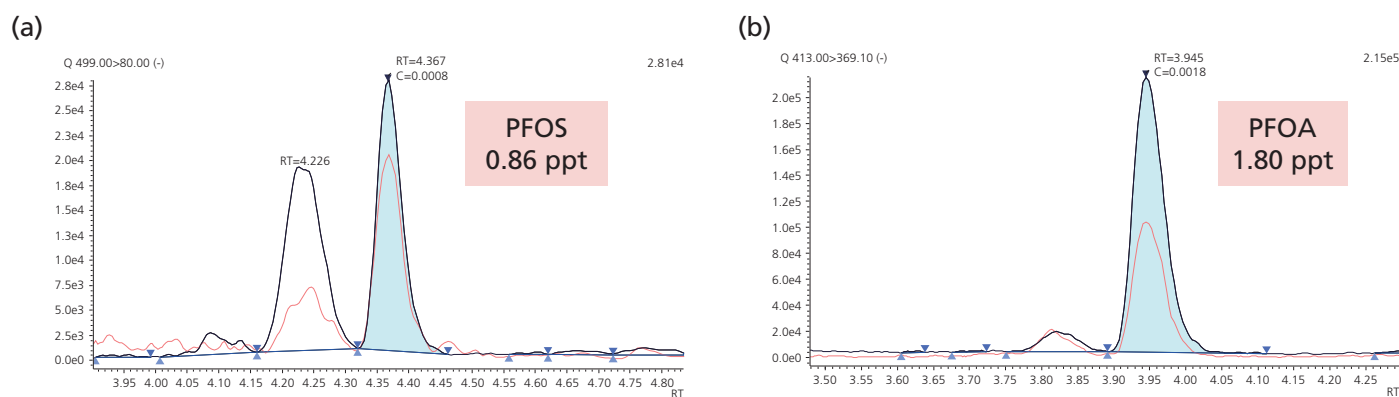 (a)
Q 499.00>80.00 (-)
RT=4.367
C=0.0008
2.81e4
2.8e4
2.5e4
2.3e4
2.0e4
1.8e4
1.5e4
1.3e4
1.0e4
7.5e3
5.0e3
2.5e3
0.0e0
RT=4.226
PFOS
0.86 ppt
3.95 4.00 4.05 4.10 4.15 4.20 4.25 4.30 4.35 4.40 4.45 4.50 4.55 4.60 4.65 4.70 4.75 4.80
RT
(b)
Q 413.00>369.10 (-)
RT=3.945
C=0.0018
2.15e5
2.0e5
1.8e5
1.6e5
1.4e5
1.2e5
1.0e5
8.0e4
6.0e4
4.0e4
2.0e4
0.0e0
PFOA
1.80 ppt
3.50 3.55 3.60 3.65 3.70 3.75 3.80 3.85 3.90 3.95 4.00 4.05 4.10 4.15 4.20 4.25
RT